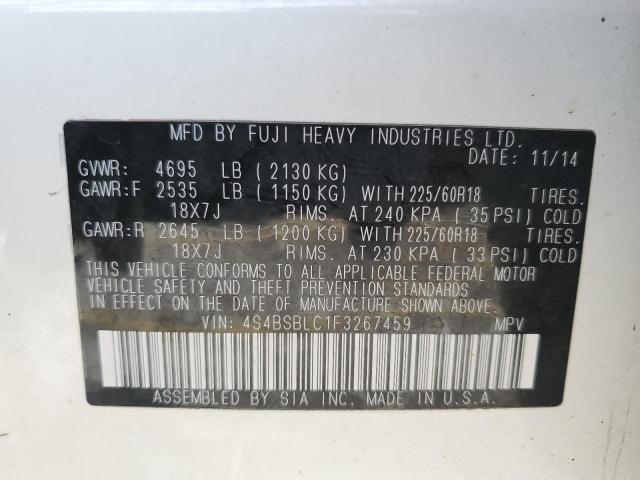 MFD BY FUJI HEAVY INDUSTRIES LTD.
DATE: 11/14
GVWR: 4695 LB ( 2130 KG)
GAWR:F 2535 LB ( 1150 KG) WITH 225/60R18 TIRES.
18X7J RIMS. AT 240 KPA ( 35 PSI) COLD
GAWR:R 2645 LB ( 1200 KG) WITH 225/60R18 TIRES.
18X7J RIMS. AT 230 KPA ( 33 PSI) COLD
THIS VEHICLE CONFORMS TO ALL APPLICABLE FEDERAL MOTOR
VEHICLE SAFETY AND THEFT PREVENTION STANDARDS
IN EFFECT ON THE DATE OF MANUFACTURE SHOWN ABOVE.
VIN: 4S4BSBLC1F3267459 MPV
ASSEMBLED BY SIA INC. MADE IN U.S.A.